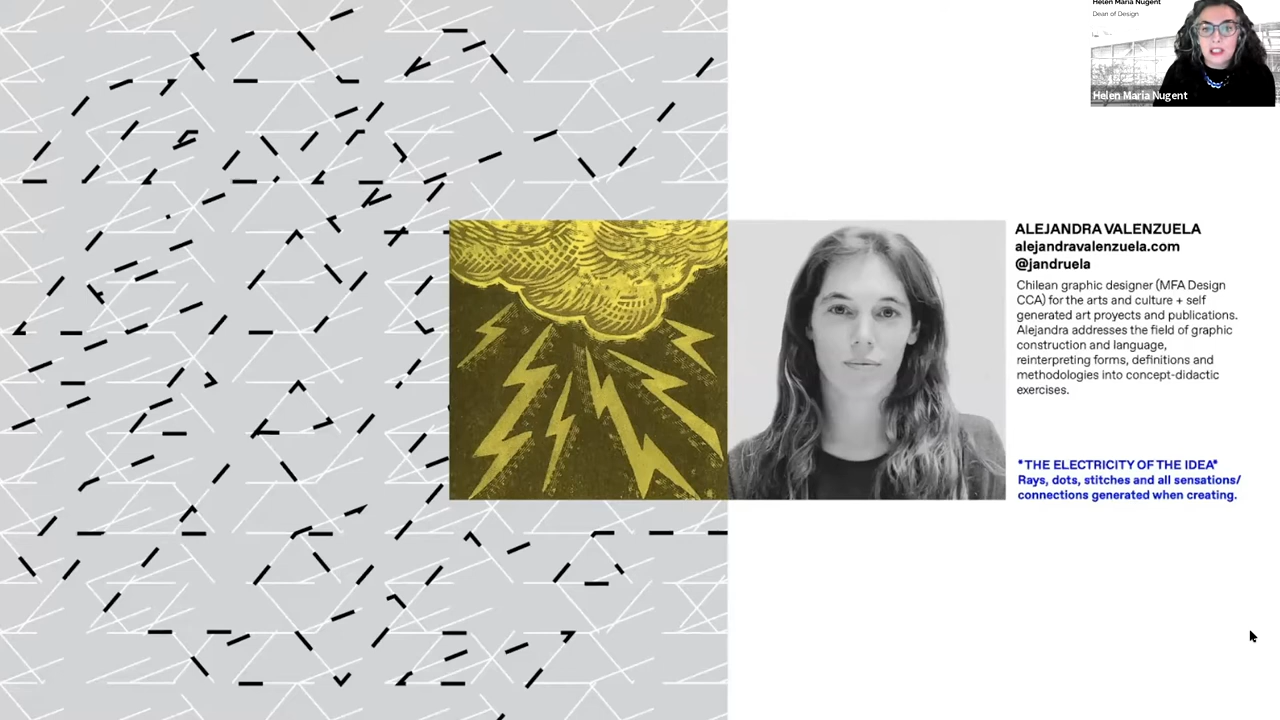 Helen Maria Nugent
Dean of Design
Helen Maria Nugent
ALEJANDRA VALENZUELA
alejandravalenzuela.com
@jandruela
Chilean graphic designer (MFA Design
CCA) for the arts and culture + self
generated art proyects and publications.
Alejandra addresses the field of graphic
construction and language,
reinterpreting forms, definitions and
methodologies into concept-didactic
exercises.
"THE ELECTRICITY OF THE IDEA"
Rays, dots, stitches and all sensations/
connections generated when creating.